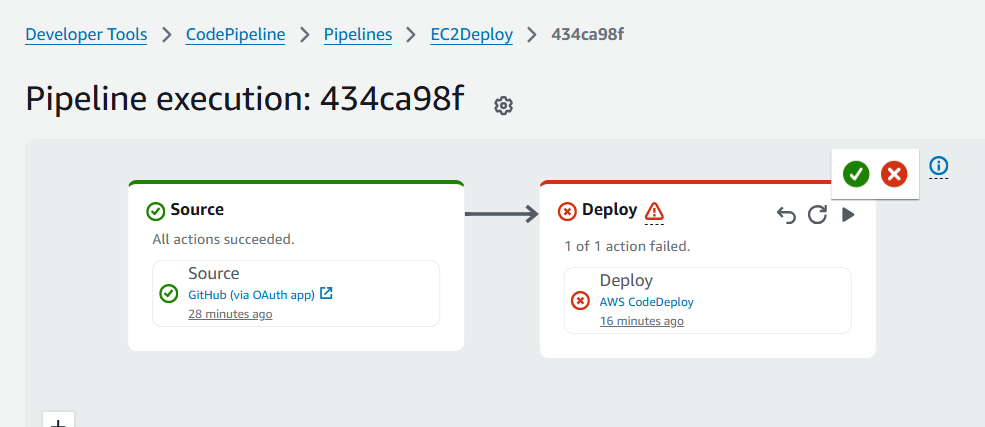 Developer Tools > CodePipeline > Pipelines > EC2Deploy > 434ca98f
Pipeline execution: 434ca98f
Source
All actions succeeded.
Source
GitHub (via OAuth app)
28 minutes ago
Deploy
1 of 1 action failed.
Deploy
AWS CodeDeploy
16 minutes ago